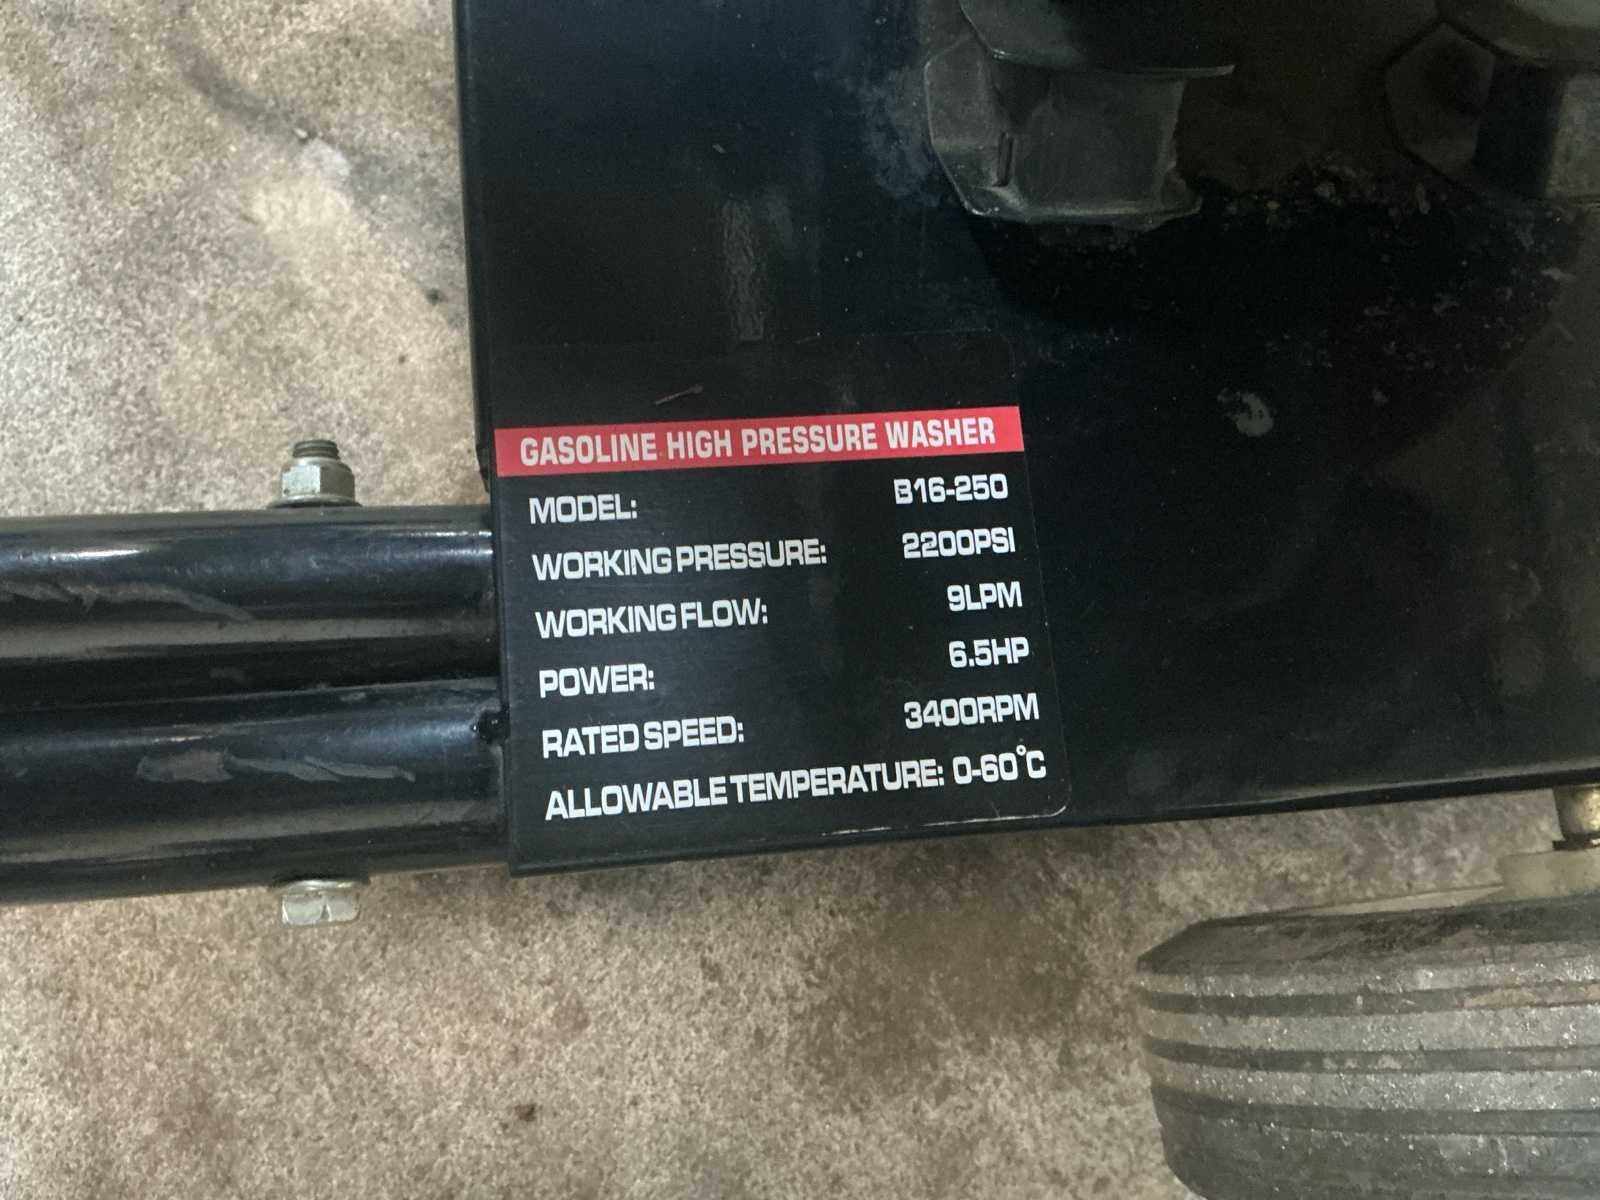 GASOLINE HIGH PRESSURE WASHER
MODEL: B16-250
WORKING PRESSURE: 2200PSI
WORKING FLOW: 9LPM
POWER: 6.5HP
RATED SPEED: 3400RPM
ALLOWABLE TEMPERATURE: 0-60°C